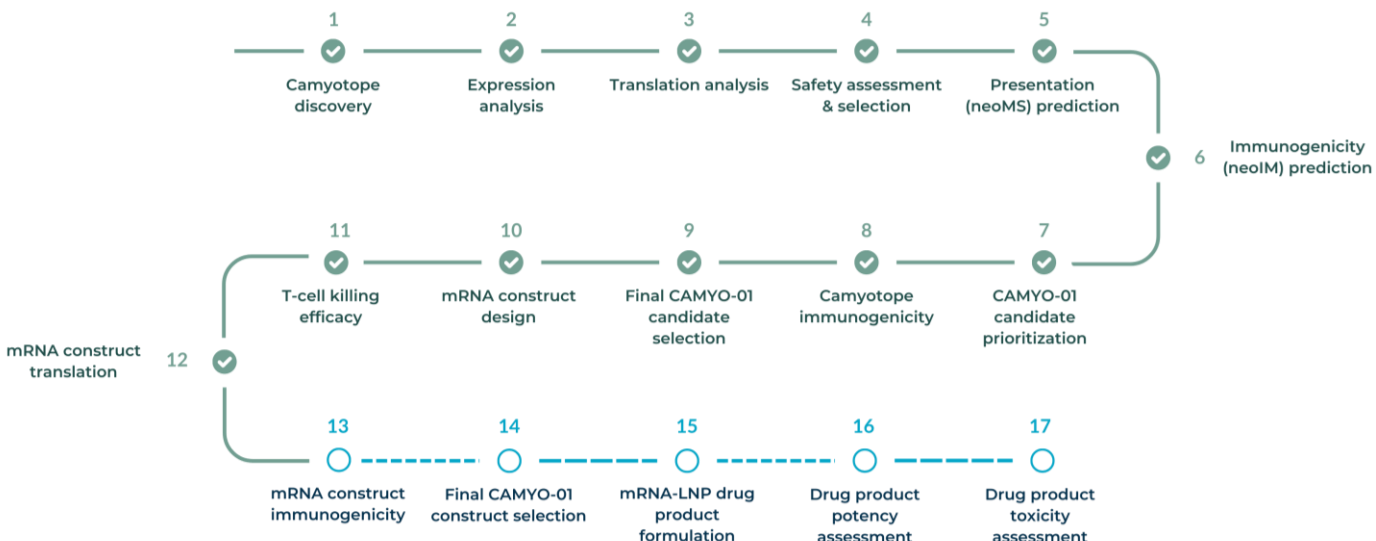 1
2
3
4
5
Camyotope
discovery
Expression
analysis
Translation analysis
Safety assessment
& selection
Presentation
(neoMS) prediction
6
Immunogenicity
(neoIM) prediction
7
CAMYO-01
candidate
prioritization
8
Camyotope
immunogenicity
9
Final CAMYO-01
candidate
selection
10
mRNA construct
design
11
T-cell killing
efficacy
12
mRNA construct
translation
13
mRNA construct
immunogenicity
14
Final CAMYO-01
construct selection
15
mRNA-LNP drug
product
formulation
16
Drug product
potency
assessment
17
Drug product
toxicity
assessment